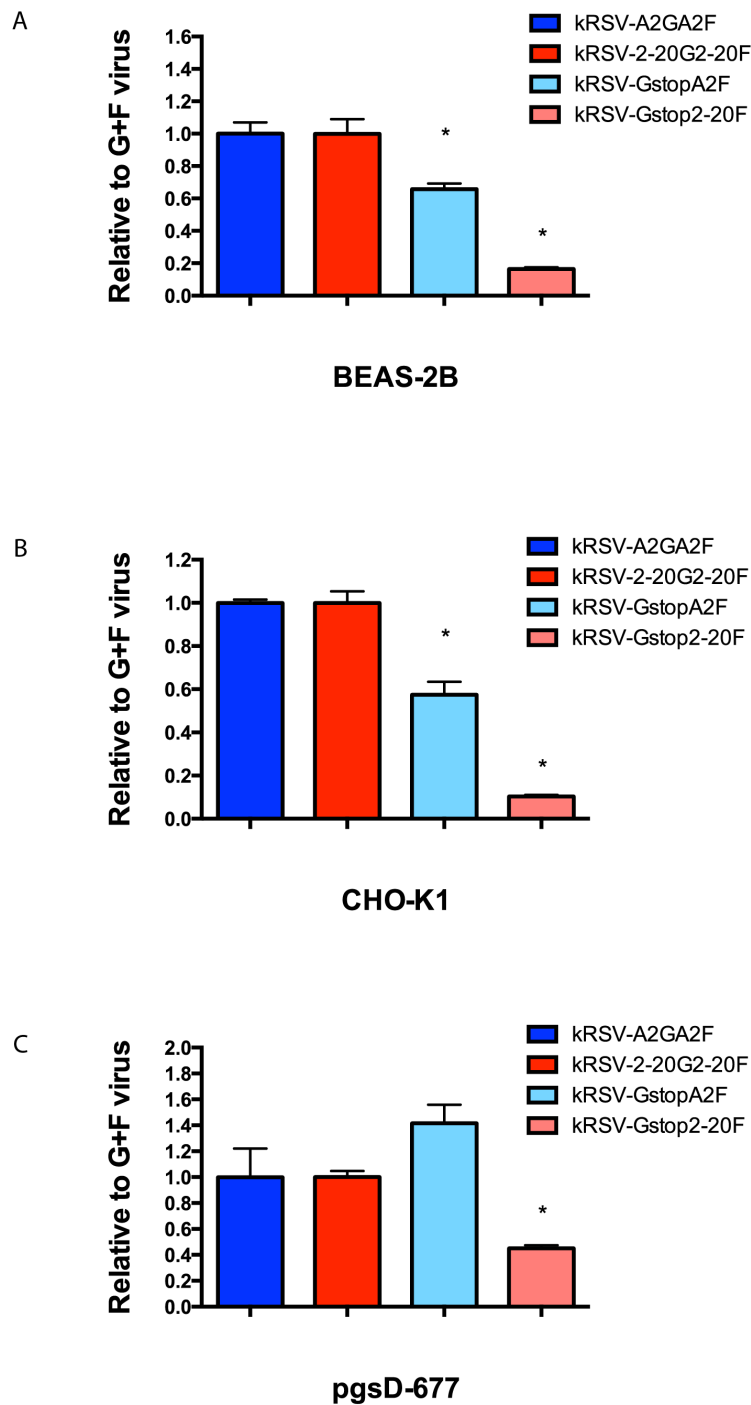 A
Relative to G+F virus
1.6
1.4
1.2
1.0
0.8
0.6
0.4
0.2
0.0
*
*
kRSV-A2GA2F
kRSV-2-20G2-20F
kRSV-GstopA2F
kRSV-Gstop2-20F
BEAS-2B
B
Relative to G+F virus
1.2
1.0
0.8
0.6
0.4
0.2
0.0
*
*
kRSV-A2GA2F
kRSV-2-20G2-20F
kRSV-GstopA2F
kRSV-Gstop2-20F
CHO-K1
C
Relative to G+F virus
2.0
1.8
1.6
1.4
1.2
1.0
0.8
0.6
0.4
0.2
0.0
*
kRSV-A2GA2F
kRSV-2-20G2-20F
kRSV-GstopA2F
kRSV-Gstop2-20F
pgsD-677